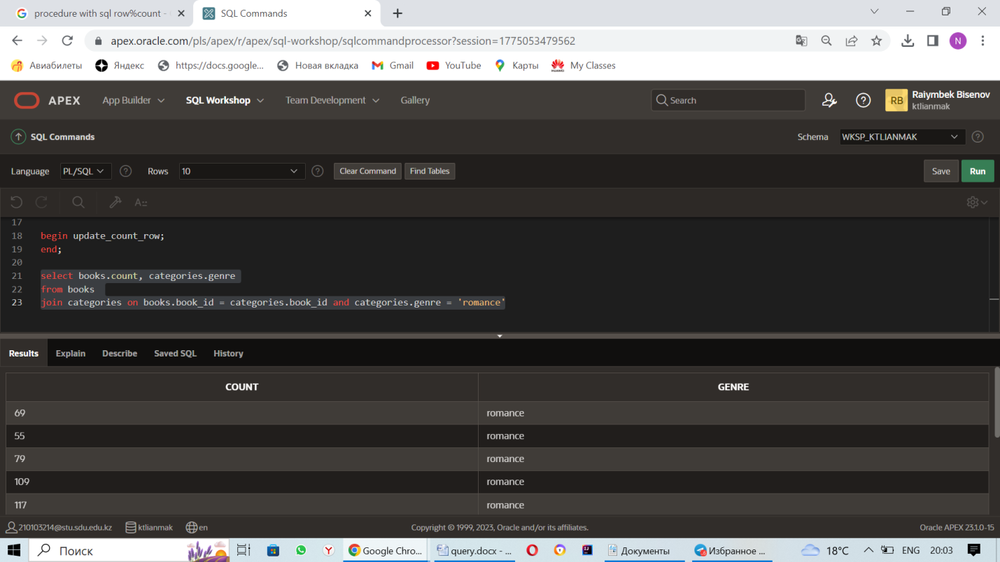 procedure with sql row%count -
SQL Commands
apex.oracle.com/pls/apex/r/apex/sql-workshop/sqlcommandprocessor?session=1775053479562
N
Авиабилеты Яндекс https://docs.google... Новая вкладка Gmail YouTube Карты My Classes
APEX App Builder SQL Workshop Team Development Gallery Search RB Raiymbek Bisenov
ktlianmak
SQL Commands Schema WKSP_KTLIANMAK
Language PL/SQL Rows 10 Clear Command Find Tables Save Run
17
18 begin update_count_row;
19 end;
20
21 select books.count, categories.genre
22 from books
23 join categories on books.book_id = categories.book_id and categories.genre = 'romance'
Results Explain Describe Saved SQL History
COUNT GENRE
69 romance
55 romance
79 romance
109 romance
117 romance
210103214@stu.sdu.edu.kz ktlianmak en Copyright © 1999, 2023, Oracle and/or its affiliates. Oracle APEX 23.1.0-15
Поиск Google Chro... query.docx - ... Документы Избранное ... 18°C ENG 20:03